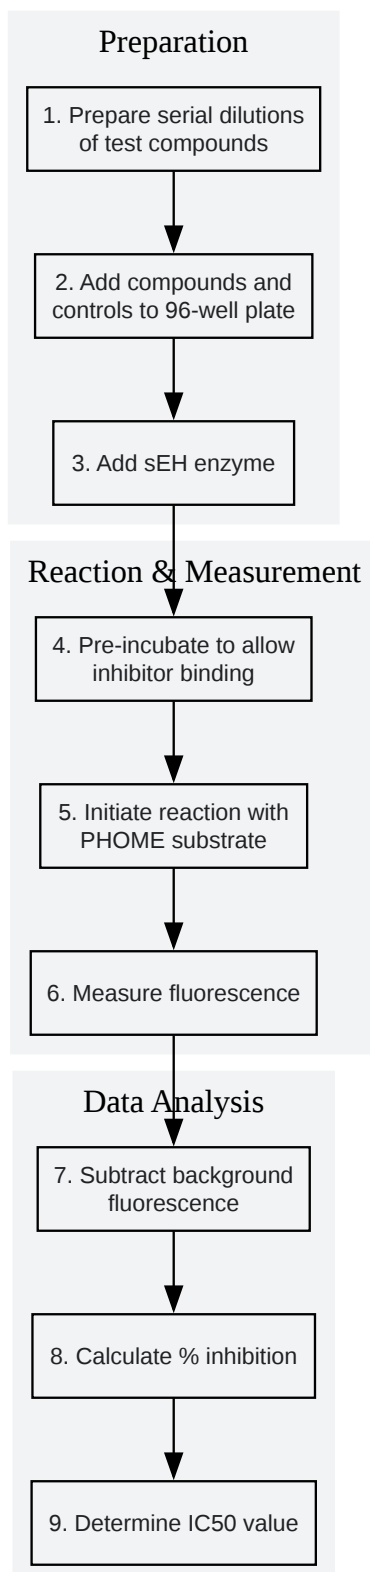 Preparation
1. Prepare serial dilutions
of test compounds
2. Add compounds and
controls to 96-well plate
3. Add sEH enzyme
Reaction & Measurement
4. Pre-incubate to allow
inhibitor binding
5. Initiate reaction with
PHOME substrate
6. Measure fluorescence
Data Analysis
7. Subtract background
fluorescence
8. Calculate % inhibition
9. Determine IC50 value